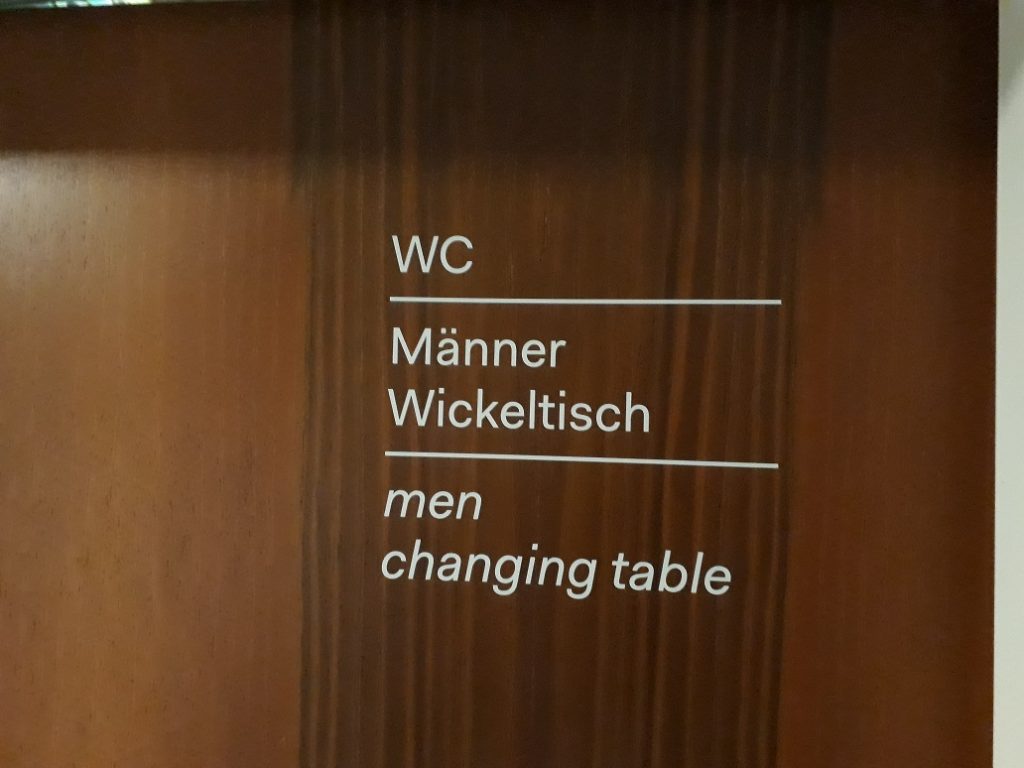 WC
Männer
Wickeltisch
men
changing table